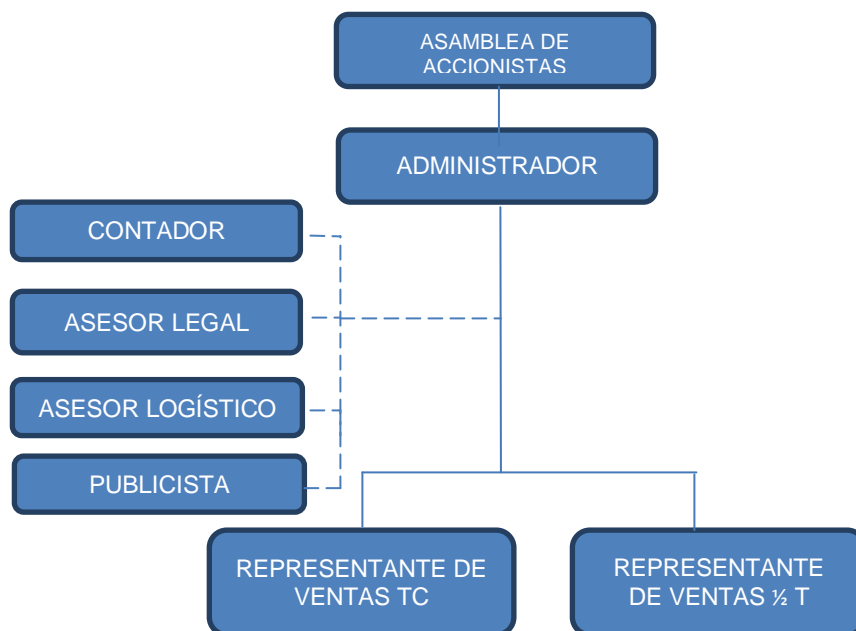 ASAMBLEA DE
ACCIONISTAS
ADMINISTRADOR
CONTADOR
ASESOR LEGAL
ASESOR LOGÍSTICO
PUBLICISTA
REPRESENTANTE DE
VENTAS TC
REPRESENTANTE
DE VENTAS ½ T